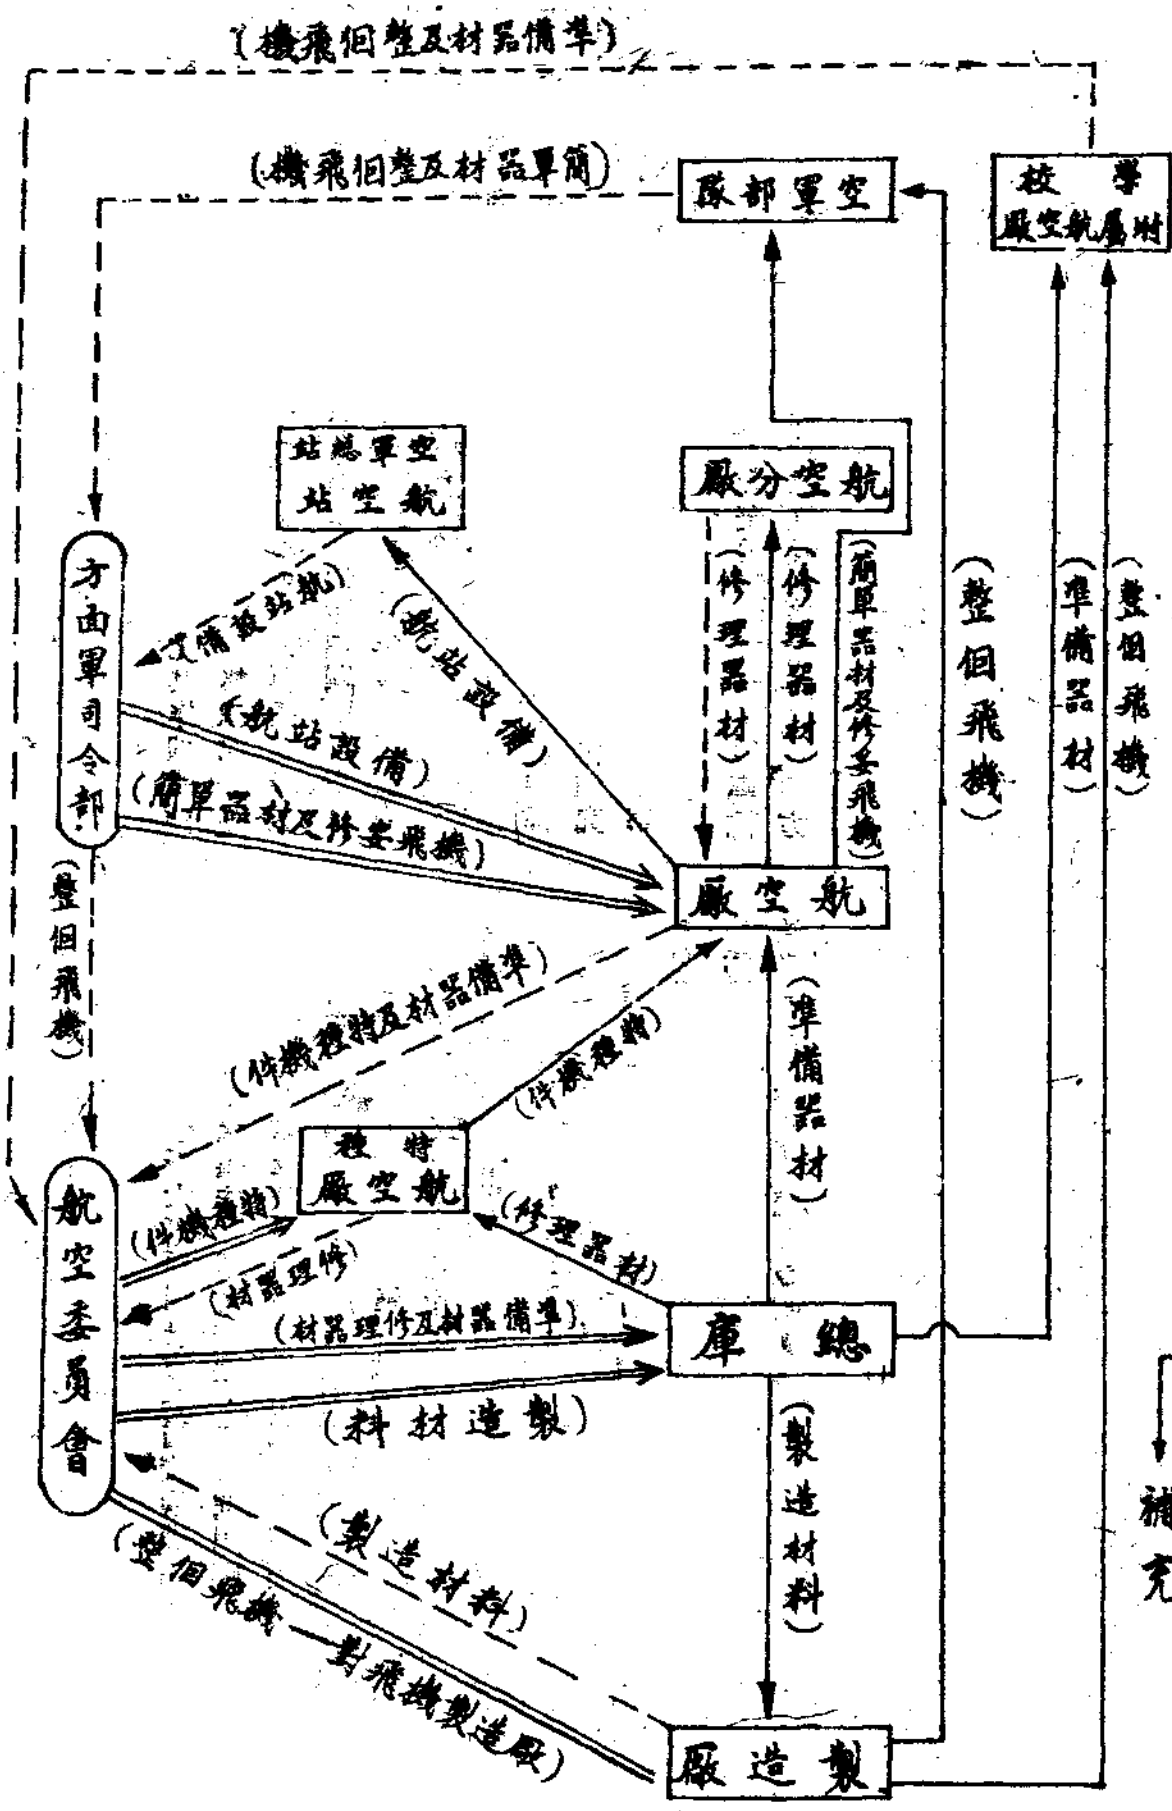 （準備器材及整個飛機）
（簡單器材及整個飛機）
空軍部隊
學校
附屬航空廠
空軍總站
航空站
航空分廠
方面軍司令部
（航站設備）
（航站設備）
（航站設備）
（簡單器材及修妥飛機）
（修理器材）
（修理器材）
（簡單器材及修妥飛機）
（整個飛機）
（準備器材）
（整個飛機）
航空廠
（整個飛機）
（準備器材及特種機件）
（特種機件）
（準備器材）
特種
航空廠
航空委員會
（特種機件）
（修理器材）
（修理器材）
（準備器材及修理器材）
總庫
（製造材料）
（製造材料）
（製造材料）
（整個飛機—對飛機製造廠）
製造廠
補充